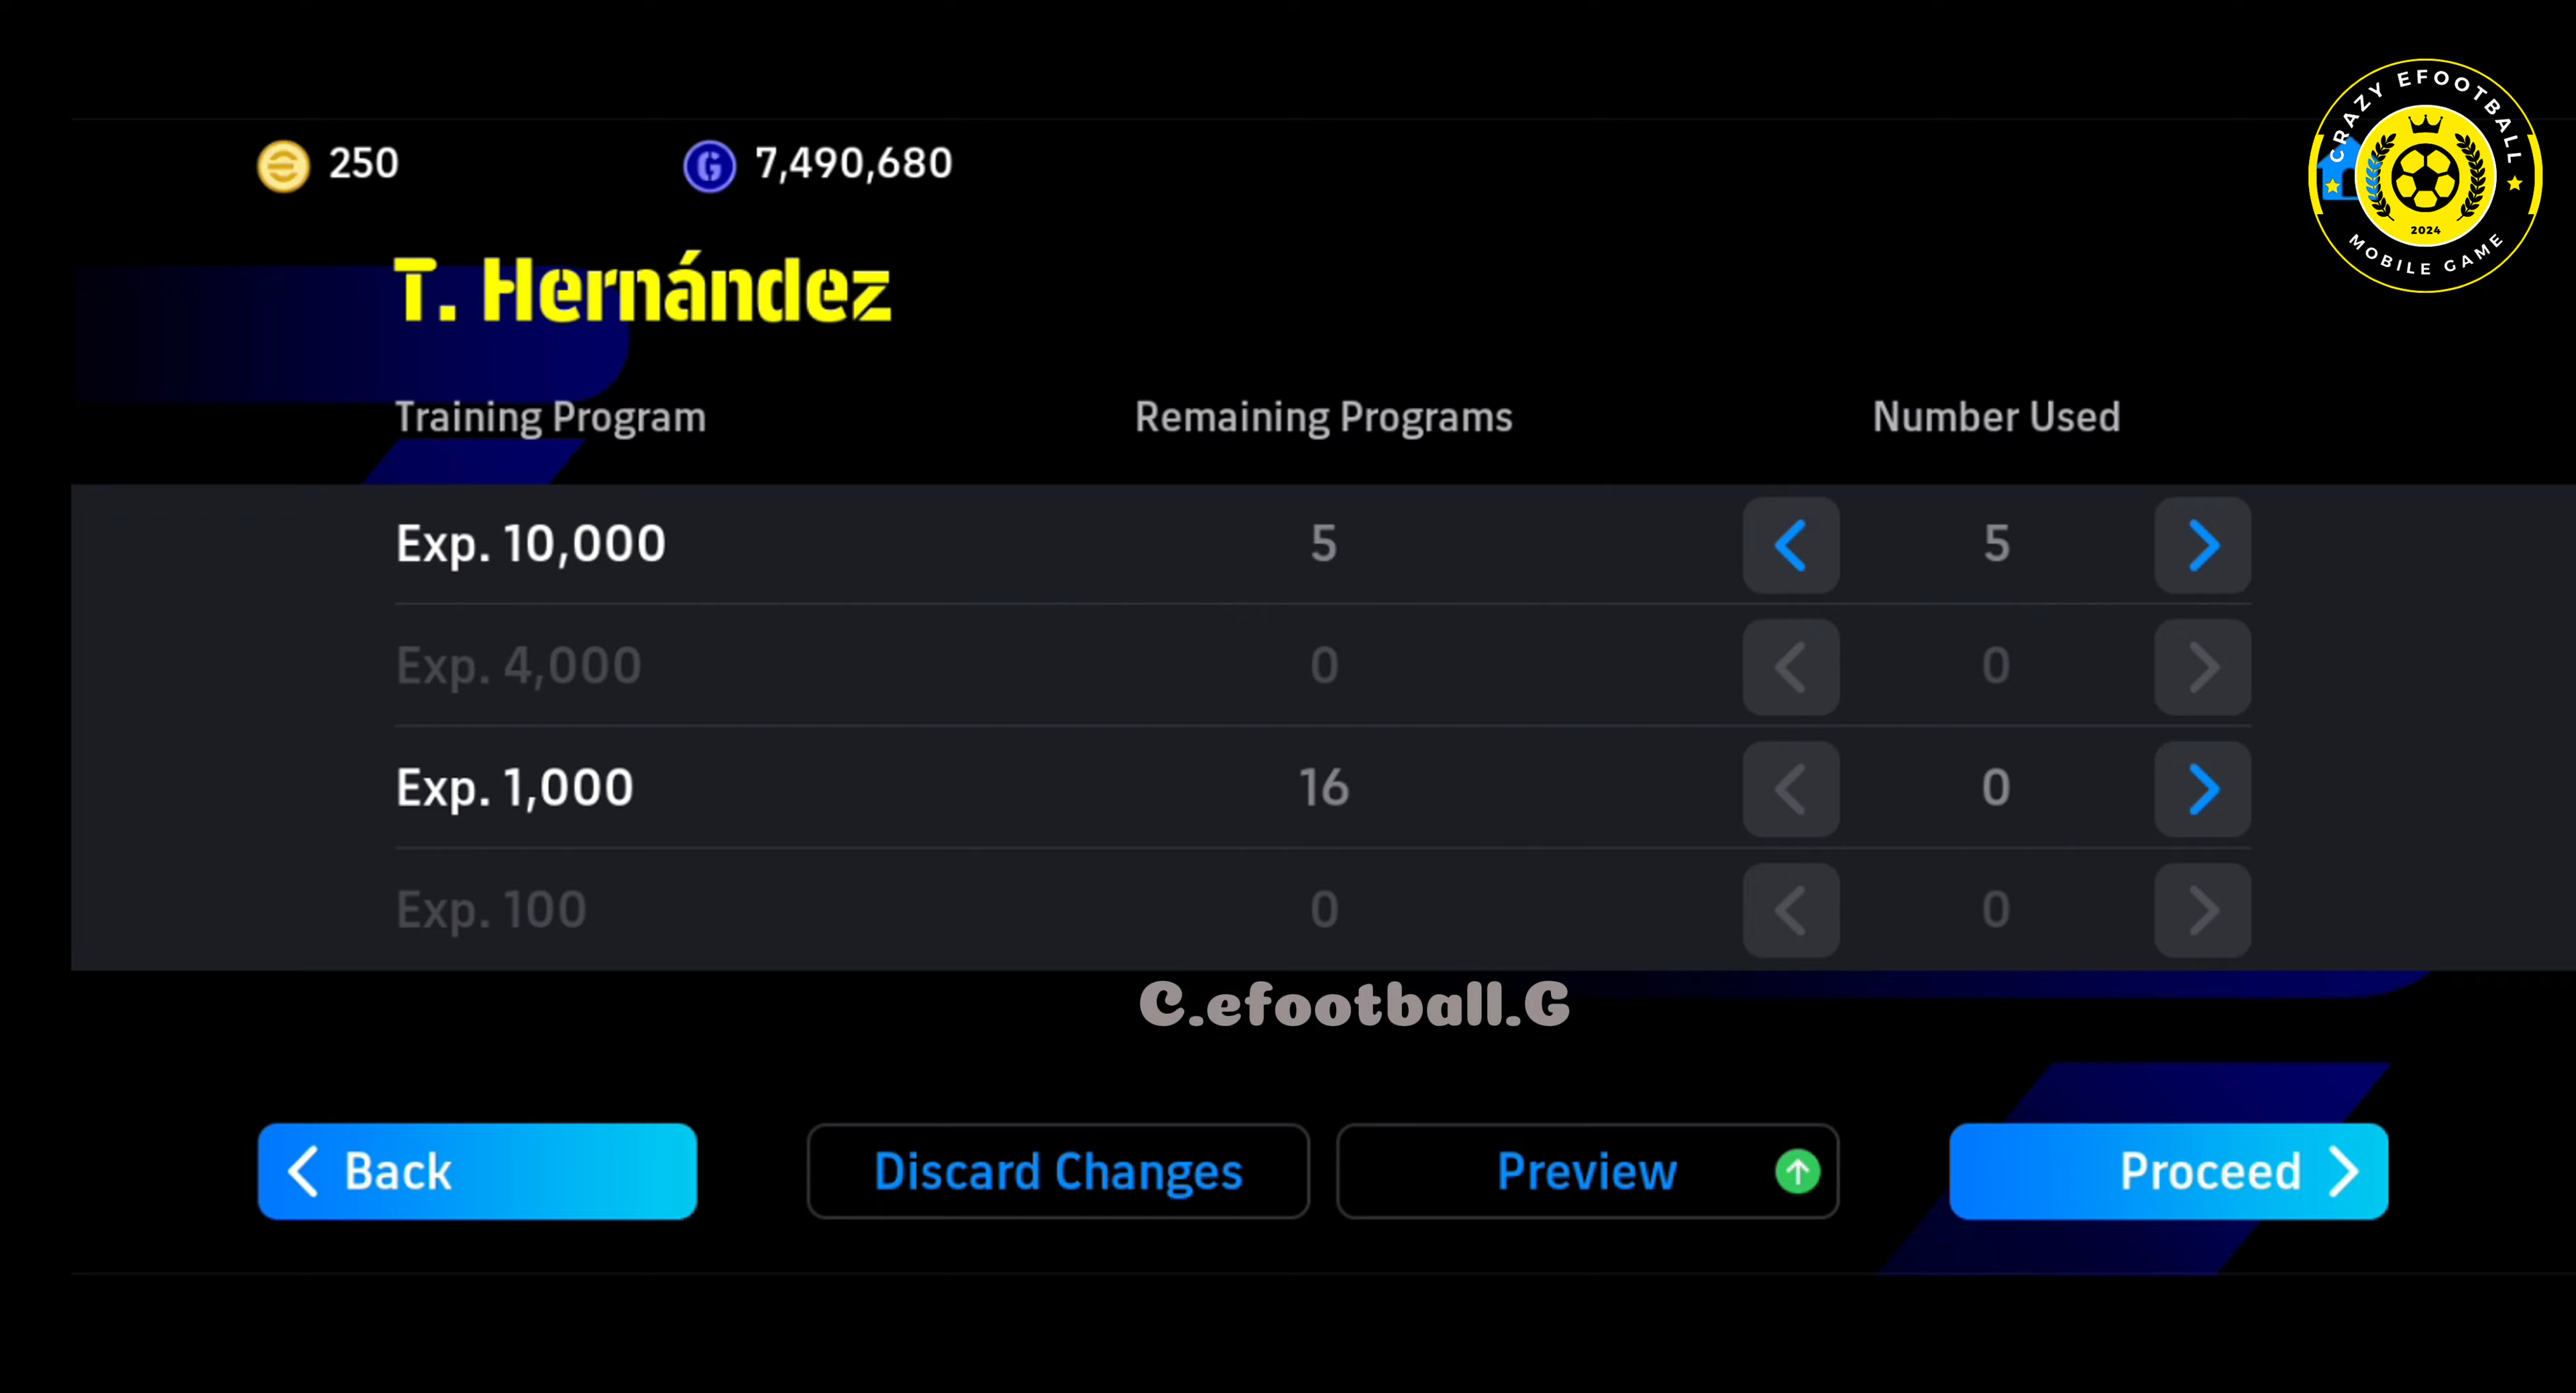 250
7,490,680
CRAZY EFOOTBALL
2024
MOBILE GAME
T. Hernández
Training Program Remaining Programs Number Used
Exp. 10,000 5 5
Exp. 4,000 0 0
Exp. 1,000 16 0
Exp. 100 0 0
C.efootball.G
Back Discard Changes Preview Proceed